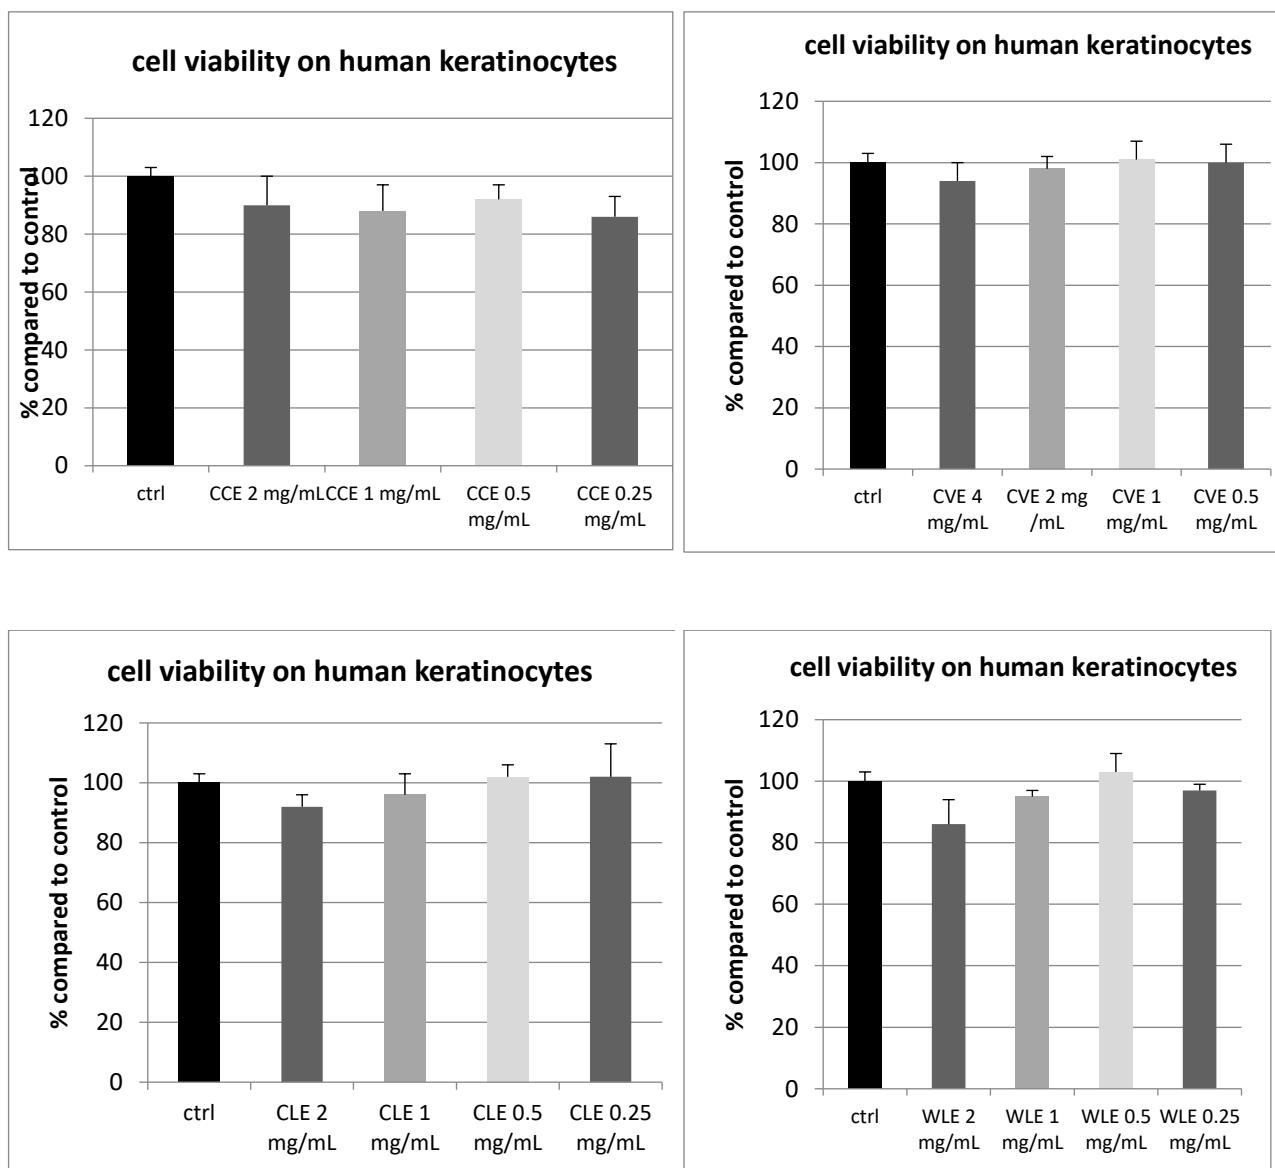 cell viability on human keratinocytes
120
100
80
60
40
20
0
% compared to control
ctrl CCE 2 mg/mL CCE 1 mg/mL CCE 0.5 CCE 0.25
mg/mL mg/mL
cell viability on human keratinocytes
120
100
80
60
40
20
0
% compared to control
ctrl CVE 4 CVE 2 mg CVE 1 CVE 0.5
mg/mL /mL mg/mL mg/mL
cell viability on human keratinocytes
120
100
80
60
40
20
0
% compared to control
ctrl CLE 2 CLE 1 CLE 0.5 CLE 0.25
mg/mL mg/mL mg/mL mg/mL
cell viability on human keratinocytes
120
100
80
60
40
20
0
% compared to control
ctrl WLE 2 WLE 1 WLE 0.5 WLE 0.25
mg/mL mg/mL mg/mL mg/mL